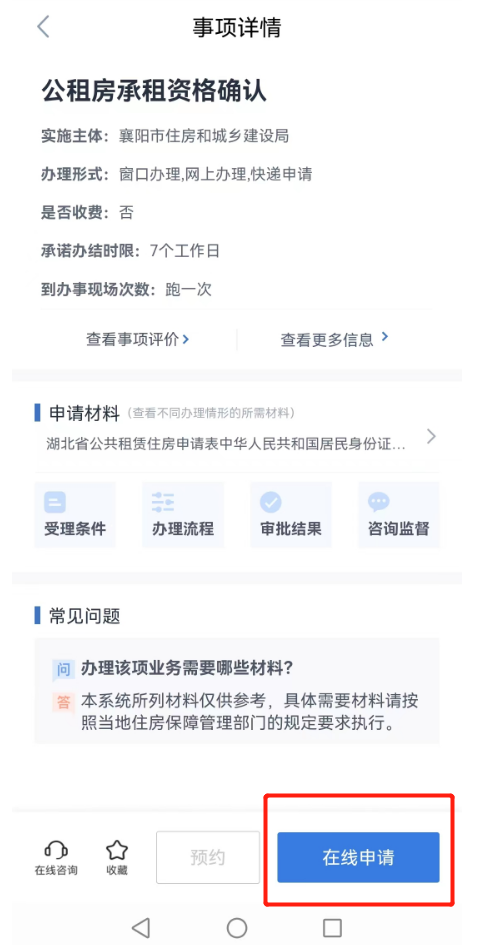 事项详情
公租房承租资格确认
实施主体：襄阳市住房和城乡建设局
办理形式：窗口办理,网上办理,快递申请
是否收费：否
承诺办结时限：7个工作日
到办事现场次数：跑一次
查看事项评价 查看更多信息
申请材料（查看不同办理情形的所需材料）
湖北省公共租赁住房申请表中华人民共和国居民身份证...
受理条件 办理流程 审批结果 咨询监督
常见问题
问 办理该项业务需要哪些材料？
答 本系统所列材料仅供参考，具体需要材料请按
照当地住房保障管理部门的规定要求执行。
在线咨询 收藏 预约 在线申请